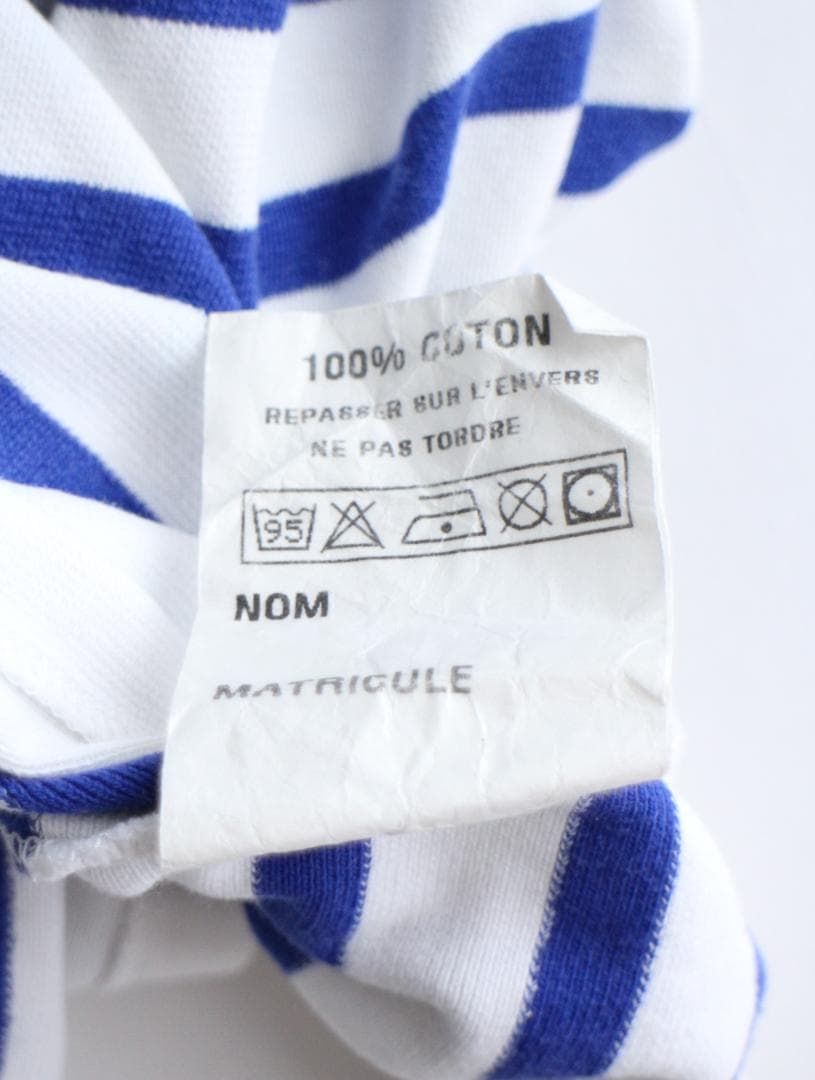 100% COTON
REPASSER SUR L'ENVERS
NE PAS TORDRE
95
NOM
MATRICULE